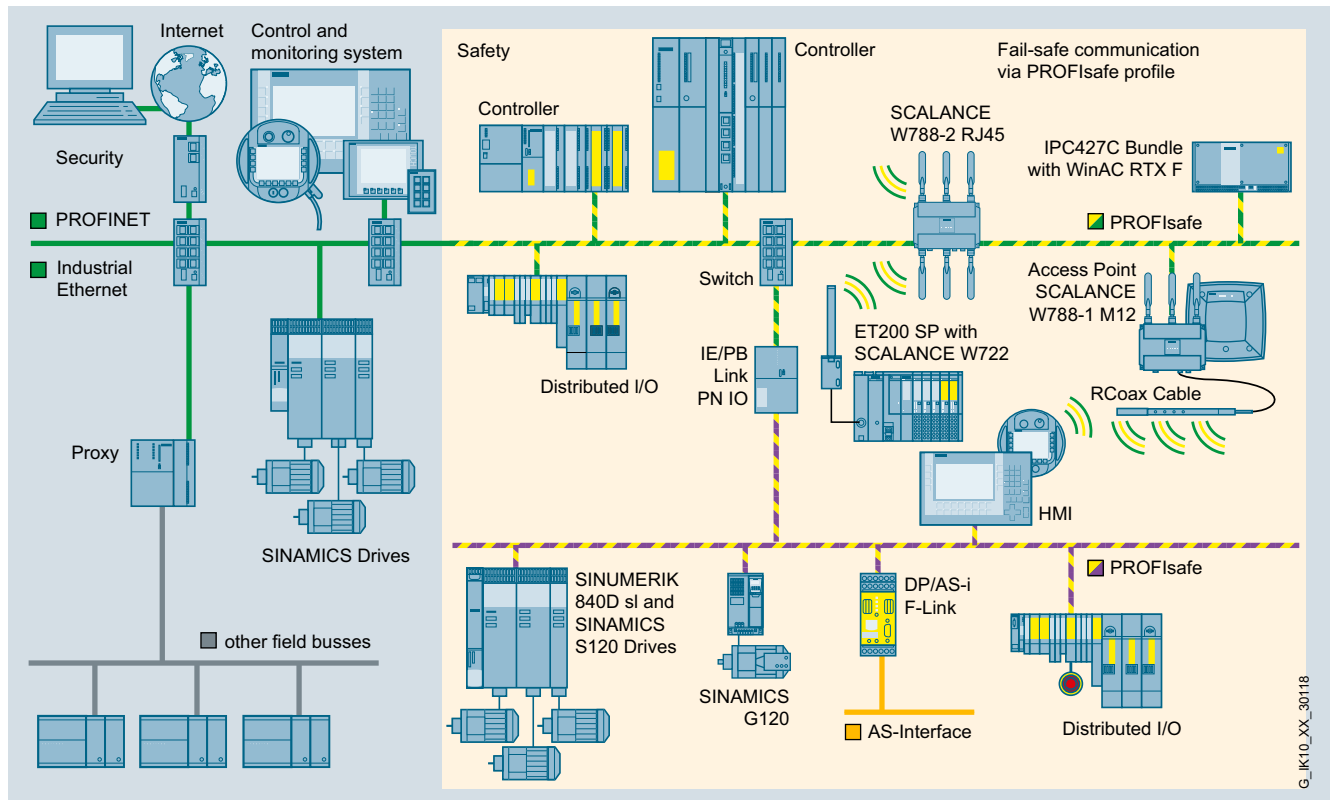 Internet
Control and
monitoring system
Security
PROFINET
Industrial
Ethernet
Proxy
SINAMICS Drives
other field busses
Safety
Controller
Controller
Fail-safe communication
via PROFIsafe profile
SCALANCE
W788-2 RJ45
IPC427C Bundle
with WinAC RTX F
PROFIsafe
Switch
Access Point
SCALANCE
W788-1 M12
Distributed I/O
IE/PB
Link
PN IO
ET200 SP with
SCALANCE W722
RCoax Cable
HMI
PROFIsafe
SINUMERIK
840D sl and
SINAMICS
S120 Drives
SINAMICS
G120
DP/AS-i
F-Link
AS-Interface
Distributed I/O
G_IK10_XX_30118